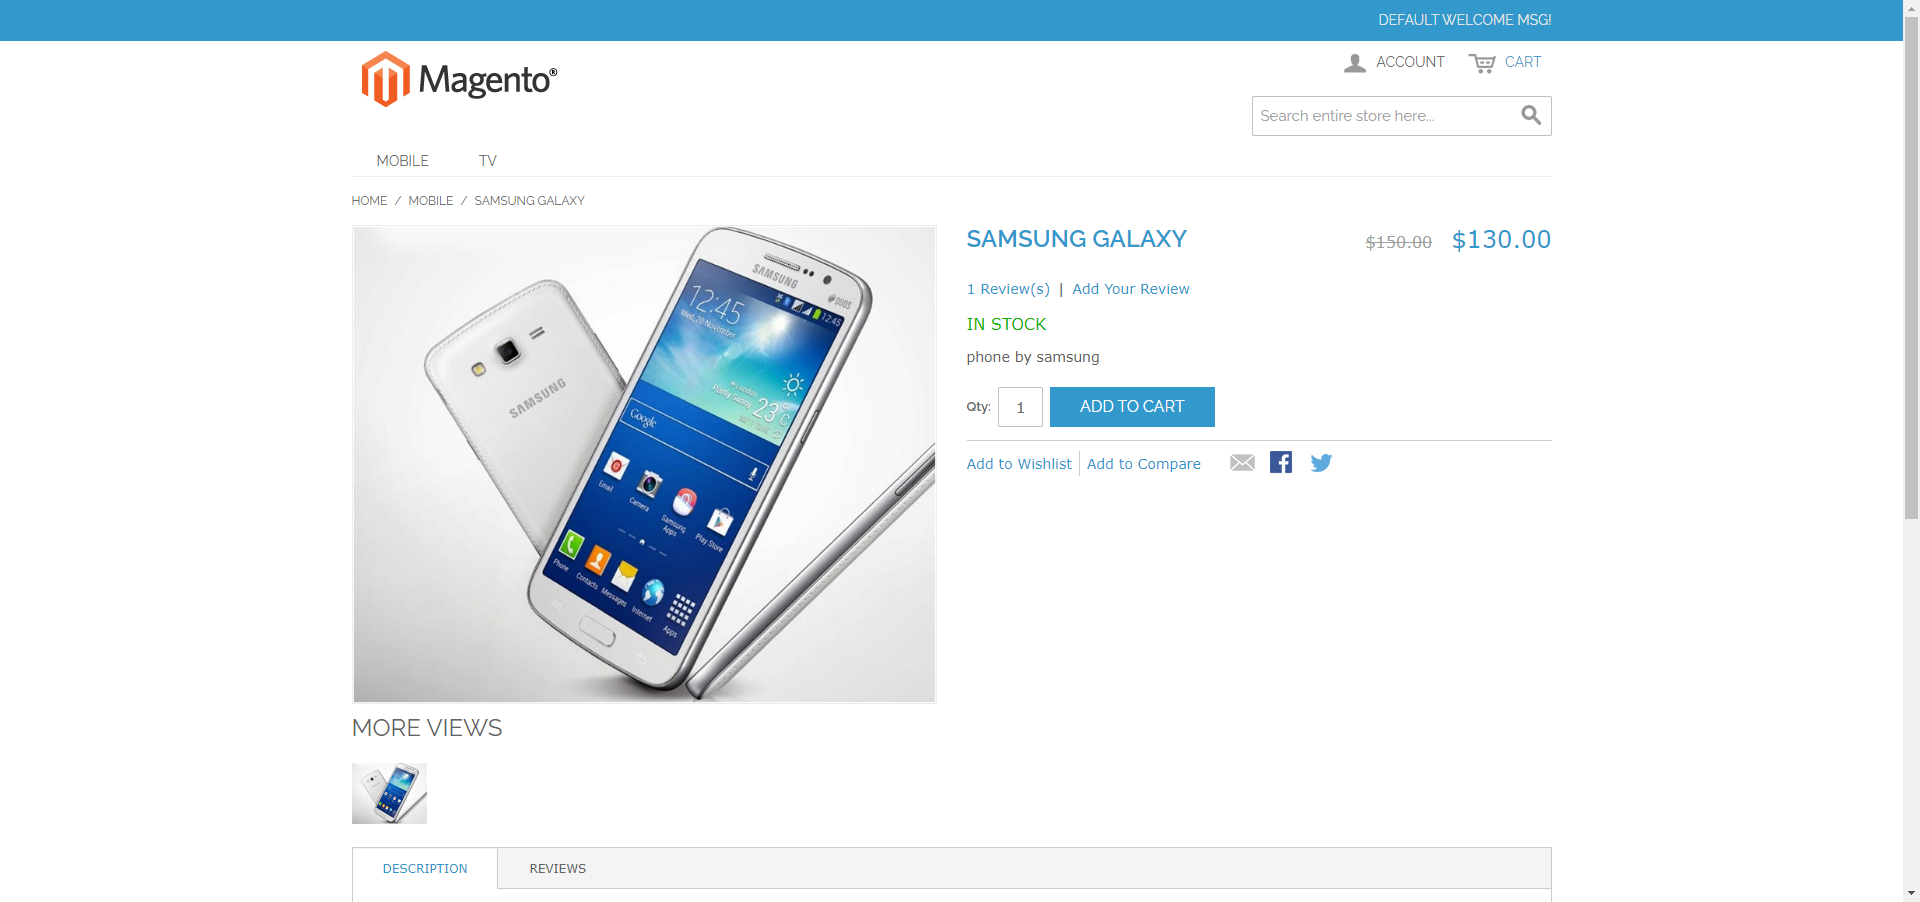 DEFAULT WELCOME MSG!
Magento®
ACCOUNT
CART
Search entire store here...
MOBILE
TV
HOME / MOBILE / SAMSUNG GALAXY
SAMSUNG GALAXY
$150.00 $130.00
1 Review(s) | Add Your Review
IN STOCK
phone by samsung
Qty: 1 ADD TO CART
Add to Wishlist Add to Compare
SAMSUNG
SAMSUNG
DUOS
12:45
12:45
Wed, 20 November
London
Partly Sunny
23°C
Google
Email
Camera
Samsung Apps
Play Store
Phone
Contacts
Messages
Internet
Apps
MORE VIEWS
DESCRIPTION
REVIEWS